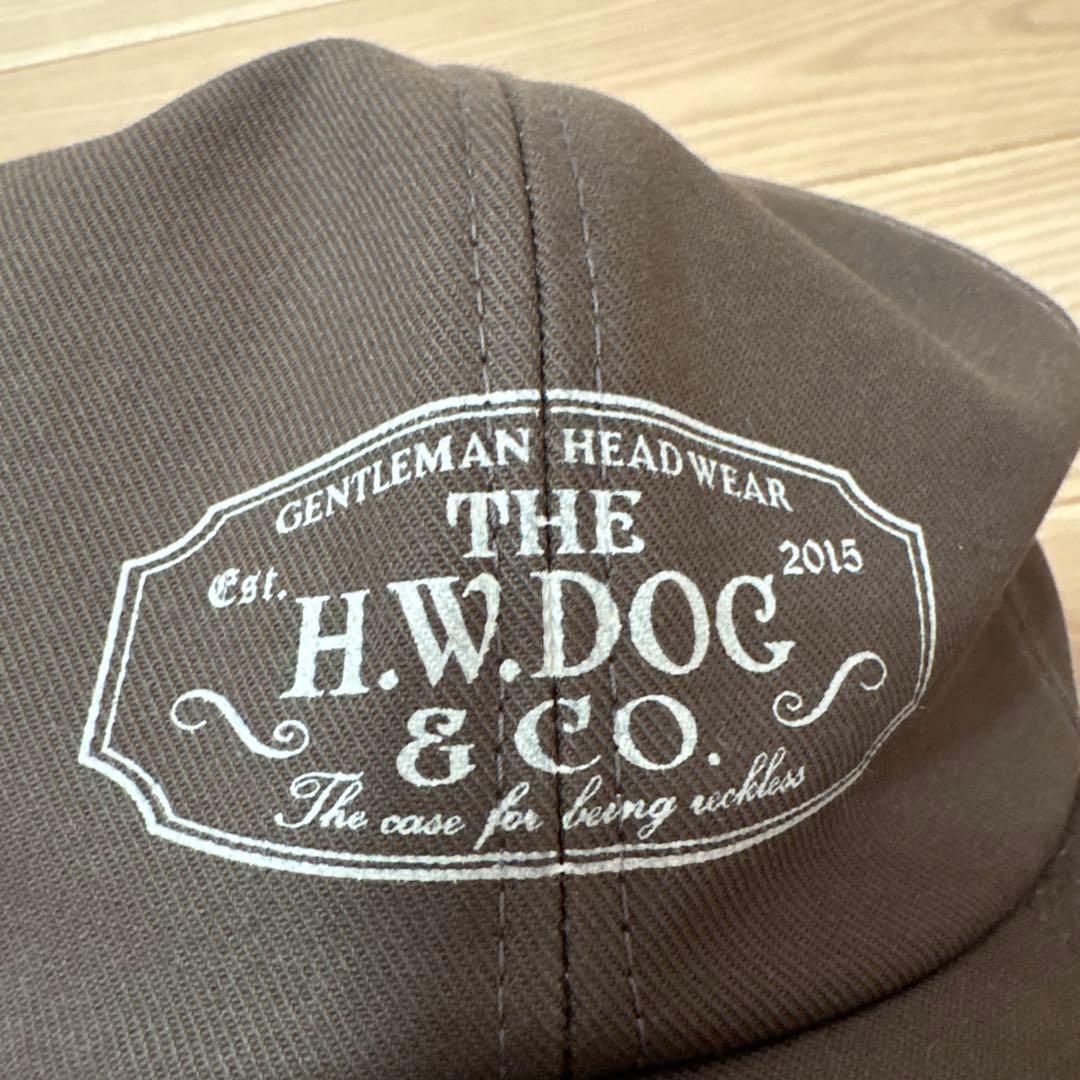 GENTLEMAN HEADWEAR
THE
Est. 2015
H.W.DOG
& CO.
The case for being reckless